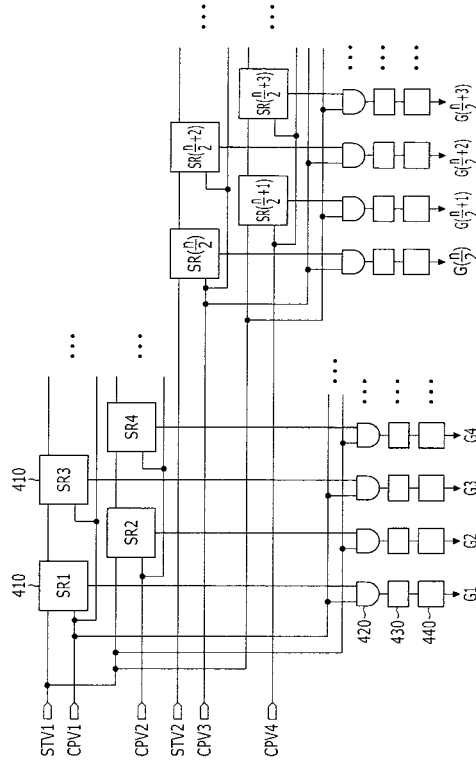 410
410
SR1
SR3
SR2
SR4
SR(n/2)
SR(n/2+2)
SR(n/2+1)
SR(n/2+3)
STV1
CPV1
CPV2
STV2
CPV3
CPV4
420
430
440
G1
G2
G3
G4
G(n/2)
G(n/2+1)
G(n/2+2)
G(n/2+3)